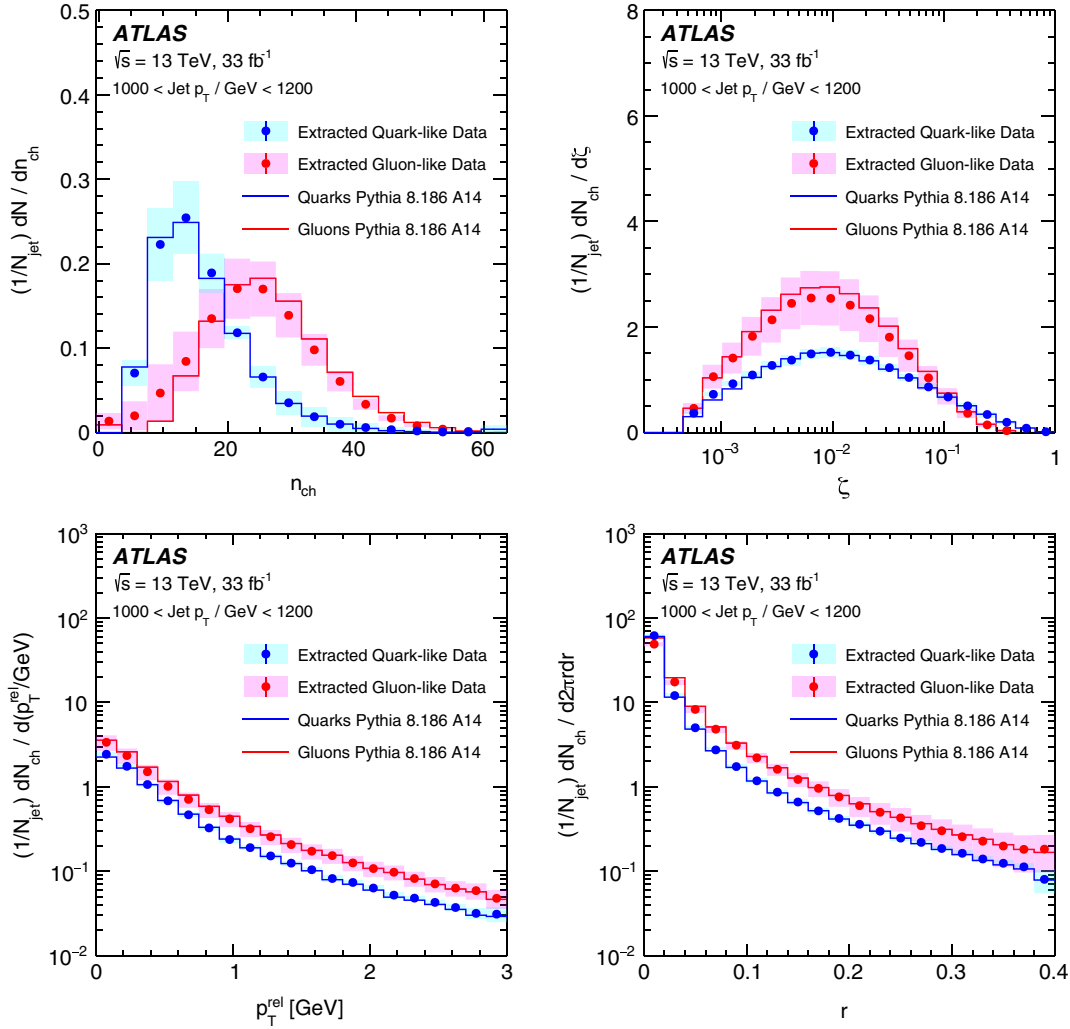 ATLAS
√s = 13 TeV, 33 fb⁻¹
1000 < Jet p_T / GeV < 1200
Extracted Quark-like Data
Extracted Gluon-like Data
Quarks Pythia 8.186 A14
Gluons Pythia 8.186 A14
(1/N_jet) dN / dn_ch
0.5
0.4
0.3
0.2
0.1
0
0 20 40 60
n_ch
ATLAS
√s = 13 TeV, 33 fb⁻¹
1000 < Jet p_T / GeV < 1200
Extracted Quark-like Data
Extracted Gluon-like Data
Quarks Pythia 8.186 A14
Gluons Pythia 8.186 A14
(1/N_jet) dN_ch / dζ
8
6
4
2
0
10⁻³ 10⁻² 10⁻¹ 1
ζ
ATLAS
√s = 13 TeV, 33 fb⁻¹
1000 < Jet p_T / GeV < 1200
Extracted Quark-like Data
Extracted Gluon-like Data
Quarks Pythia 8.186 A14
Gluons Pythia 8.186 A14
(1/N_jet) dN_ch / d(p_T^rel/GeV)
10³
10²
10
1
10⁻¹
10⁻²
0 1 2 3
p_T^rel [GeV]
ATLAS
√s = 13 TeV, 33 fb⁻¹
1000 < Jet p_T / GeV < 1200
Extracted Quark-like Data
Extracted Gluon-like Data
Quarks Pythia 8.186 A14
Gluons Pythia 8.186 A14
(1/N_jet) dN_ch / d2πrdr
10³
10²
10
1
10⁻¹
10⁻²
0 0.1 0.2 0.3 0.4
r